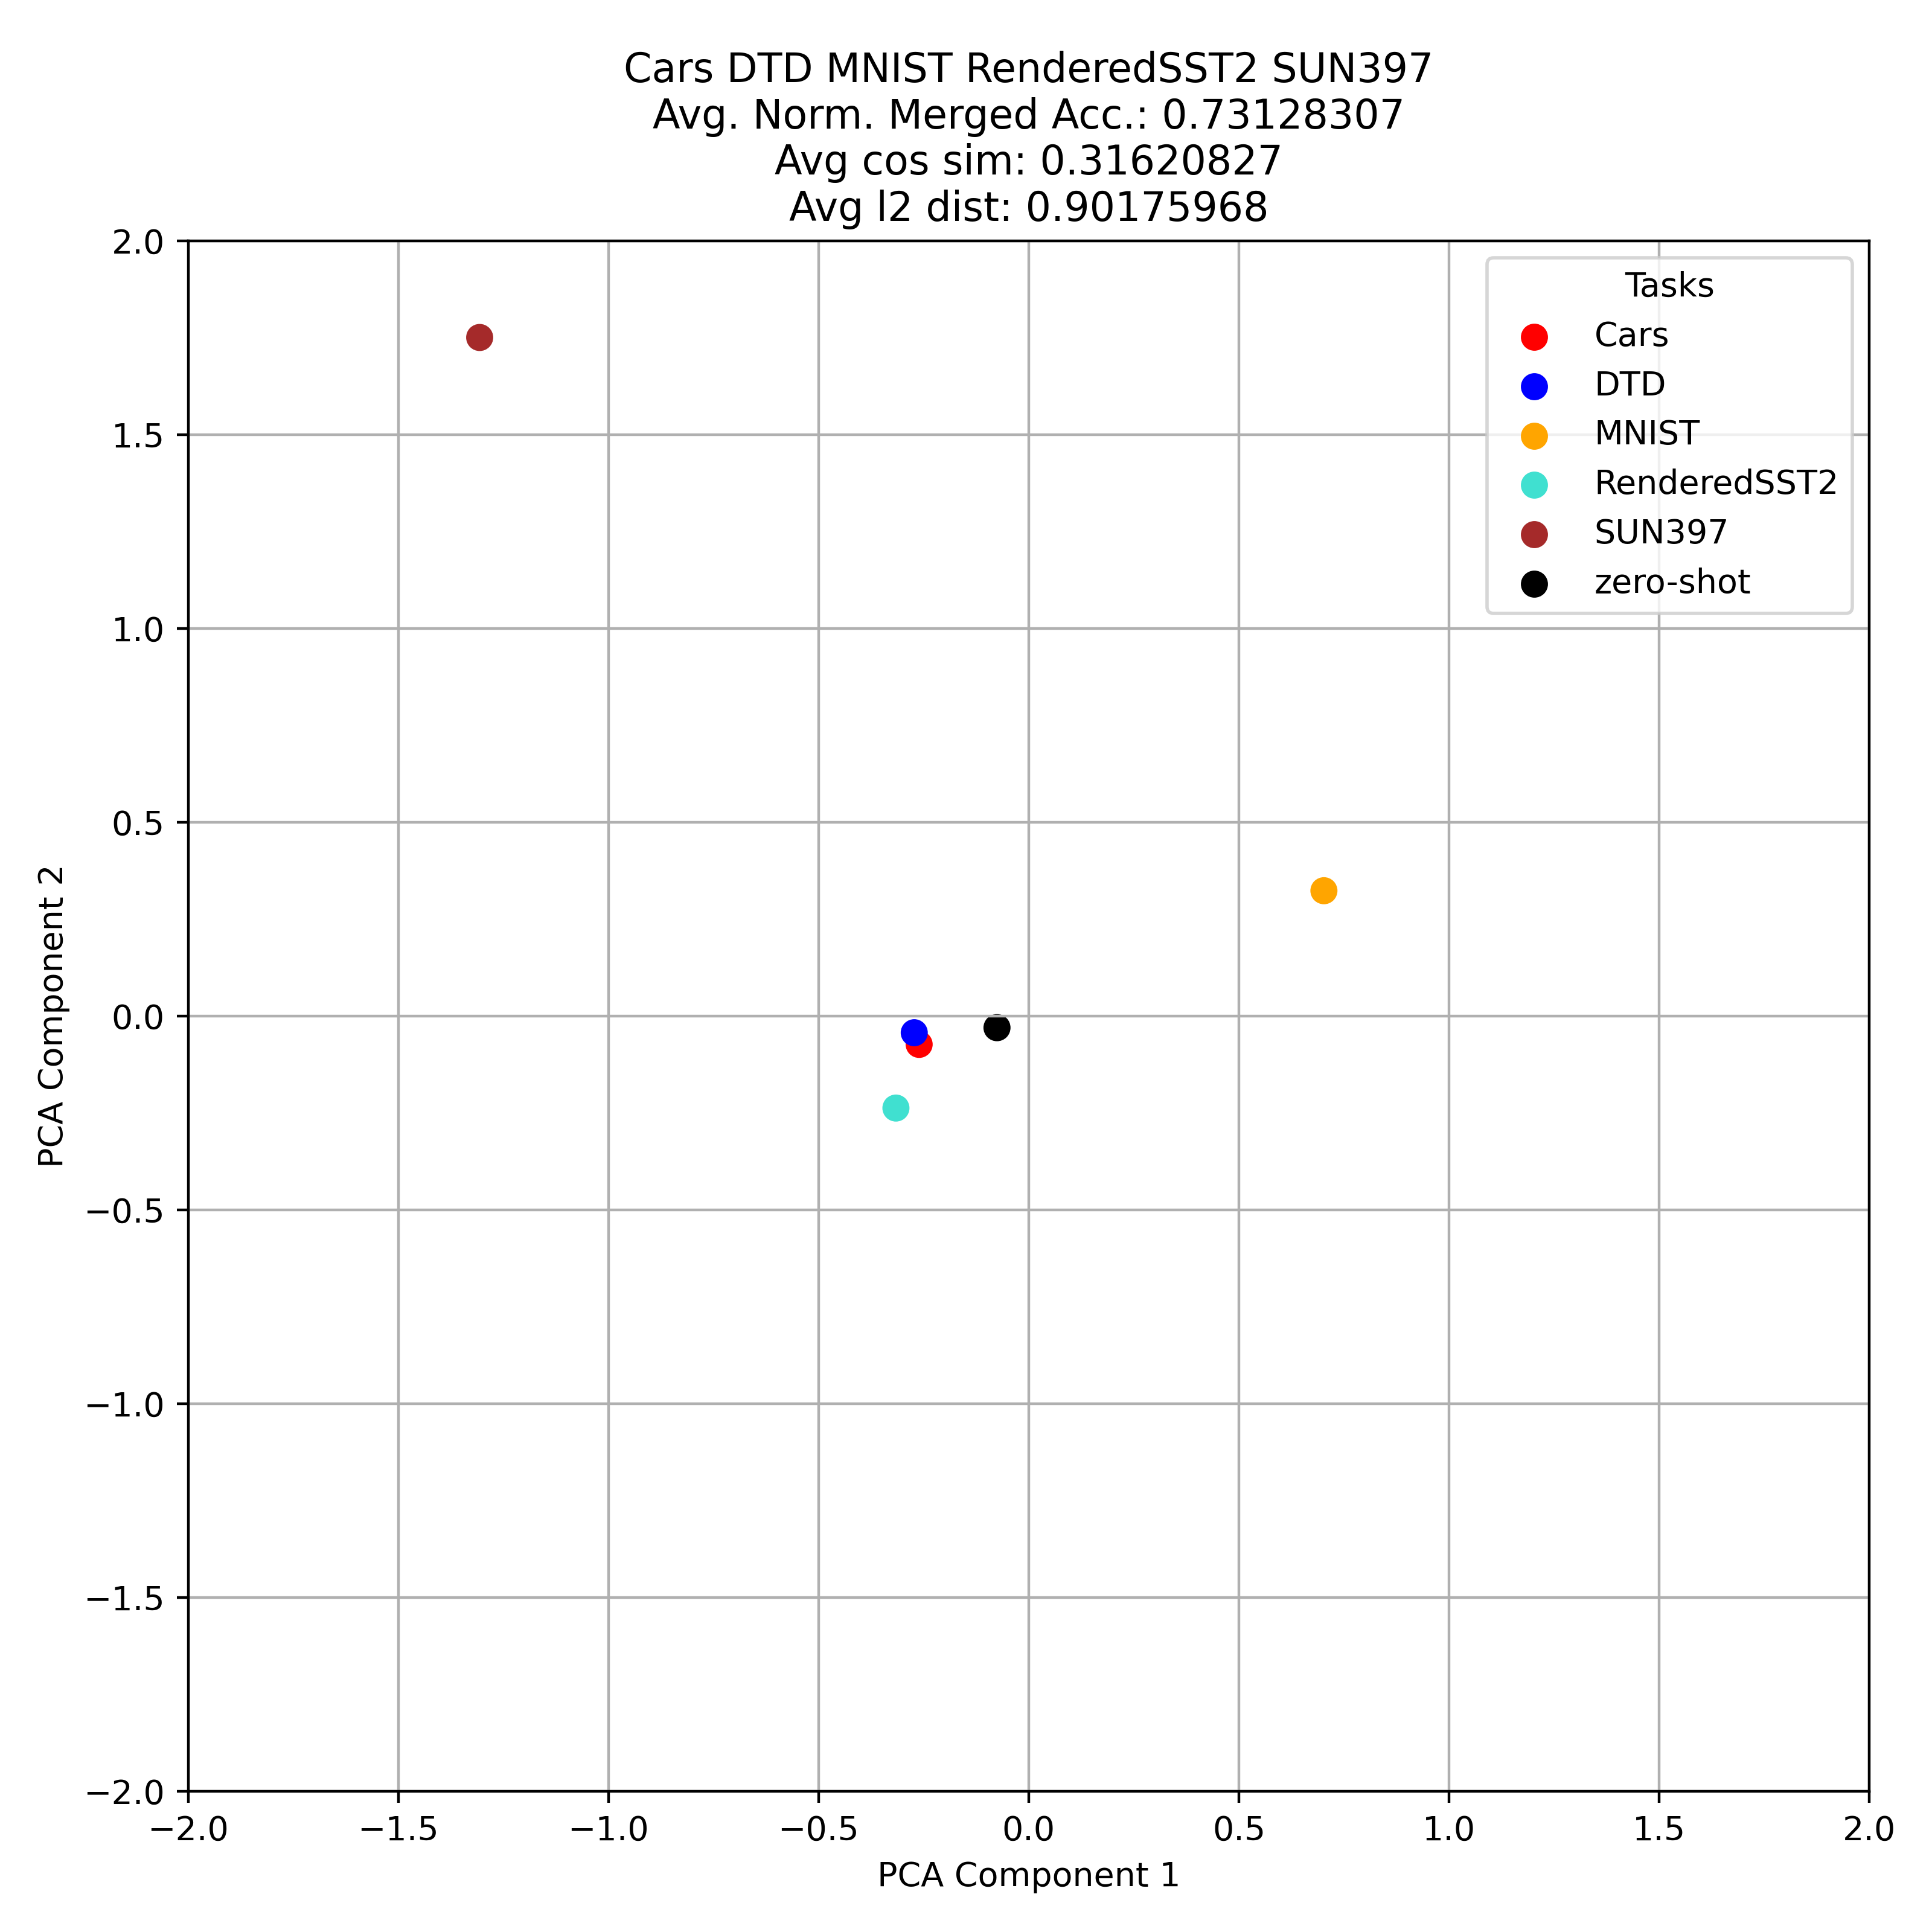 Cars DTD MNIST RenderedSST2 SUN397
Avg. Norm. Merged Acc.: 0.73128307
Avg cos sim: 0.31620827
Avg l2 dist: 0.90175968
Tasks
Cars
DTD
MNIST
RenderedSST2
SUN397
zero-shot
2.0
1.5
1.0
0.5
0.0
−0.5
−1.0
−1.5
−2.0
PCA Component 2
−2.0 −1.5 −1.0 −0.5 0.0 0.5 1.0 1.5 2.0
PCA Component 1